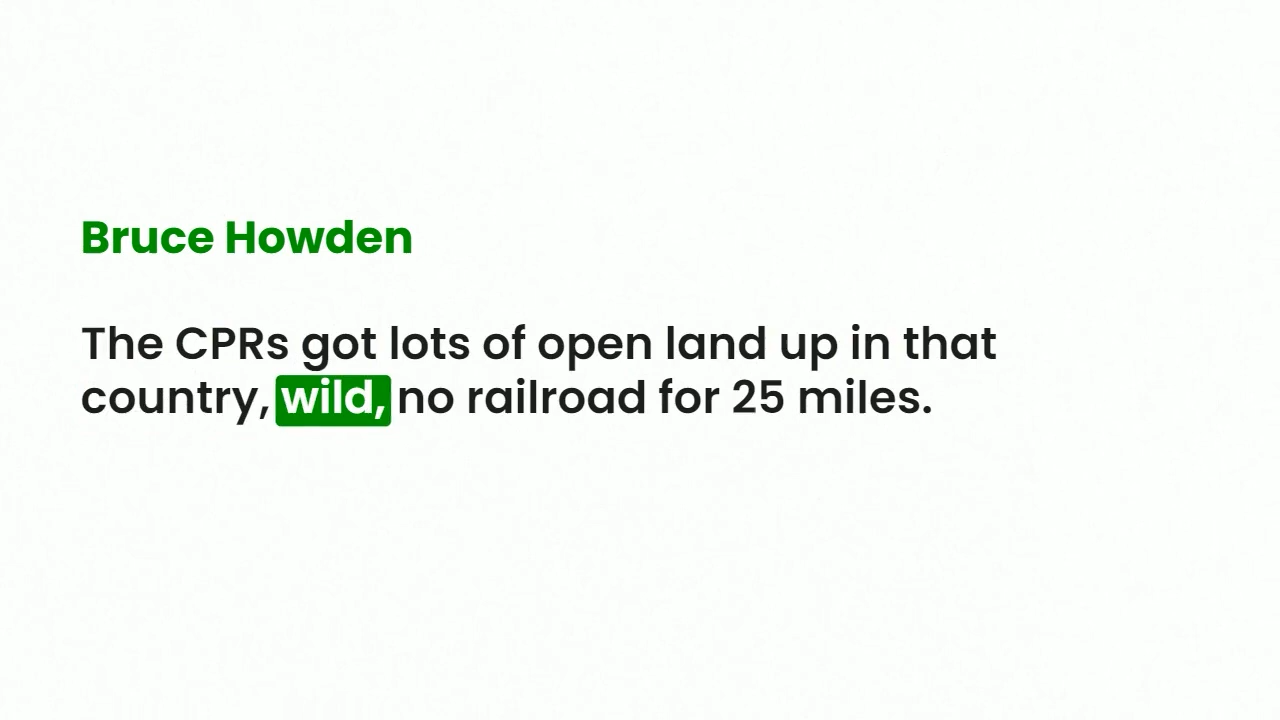 Bruce Howden
The CPRs got lots of open land up in that
country, wild, no railroad for 25 miles.